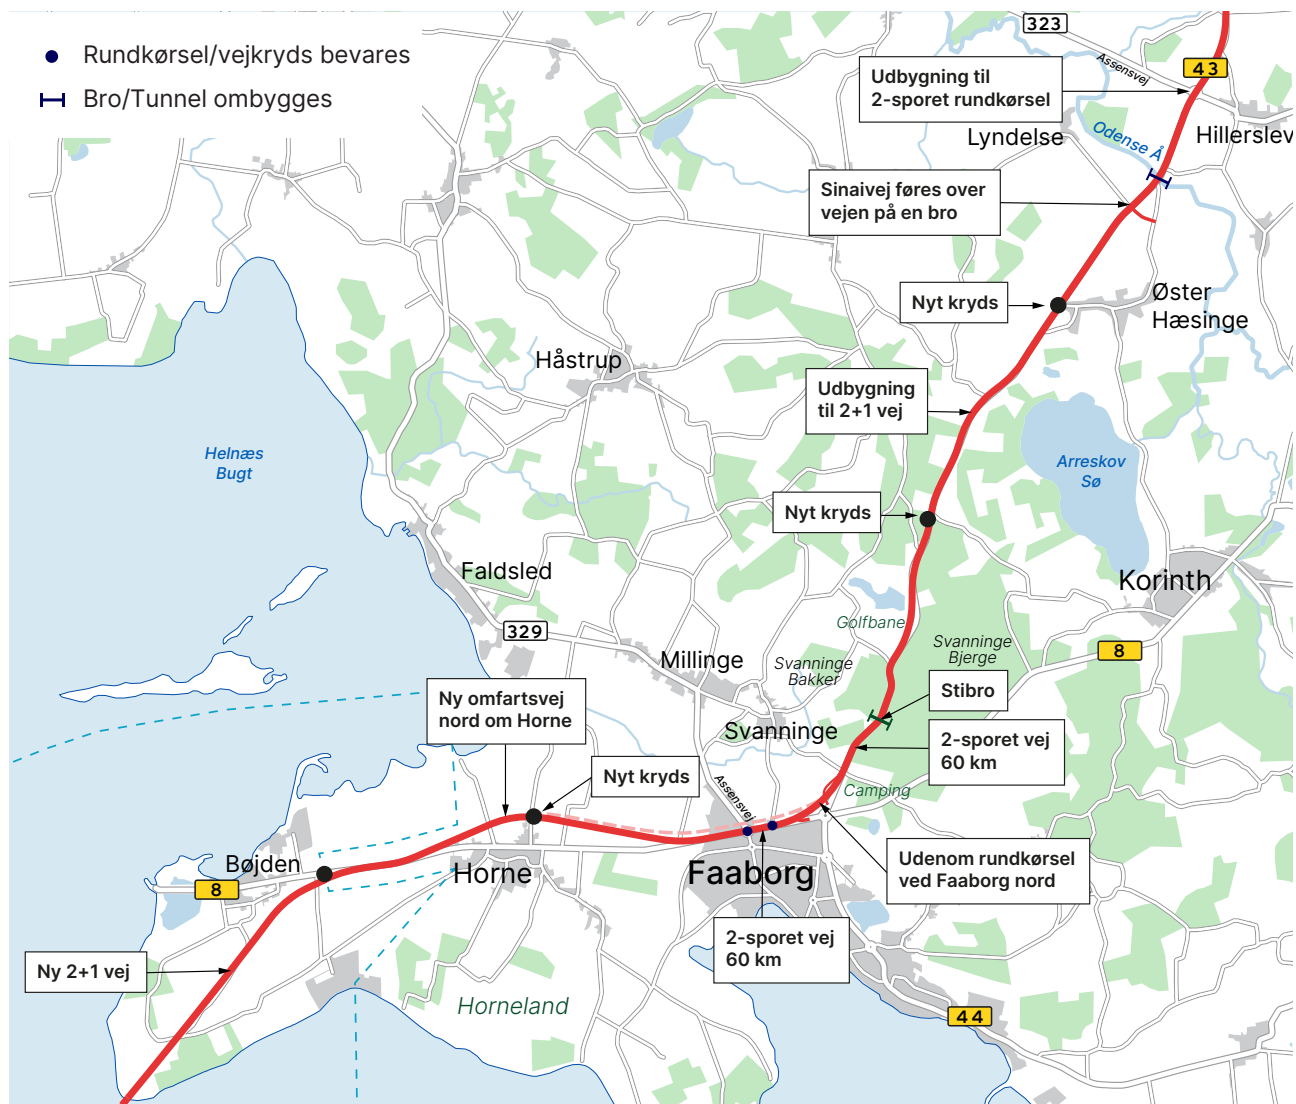 Rundkørsel/vejkryds bevares
Bro/Tunnel ombygges
323
Assensvej
43
Udbygning til
2-sporet rundkørsel
Lyndelse
Odense Å
Hillerslev
Sinaivej føres over
vejen på en bro
Nyt kryds
Øster
Hæsinge
Håstrup
Udbygning
til 2+1 vej
Helnæs
Bugt
Arreskov
Sø
Nyt kryds
Faldsled
Korinth
329
Golfbane
Svanninge
Bjerge
8
Millinge
Svanninge
Bakker
Stibro
Ny omfartsvej
nord om Horne
Svanninge
2-sporet vej
60 km
Nyt kryds
Assensvej
Camping
Bøjden
8
Horne
Faaborg
Udenom rundkørsel
ved Faaborg nord
2-sporet vej
60 km
Ny 2+1 vej
Horneland
44